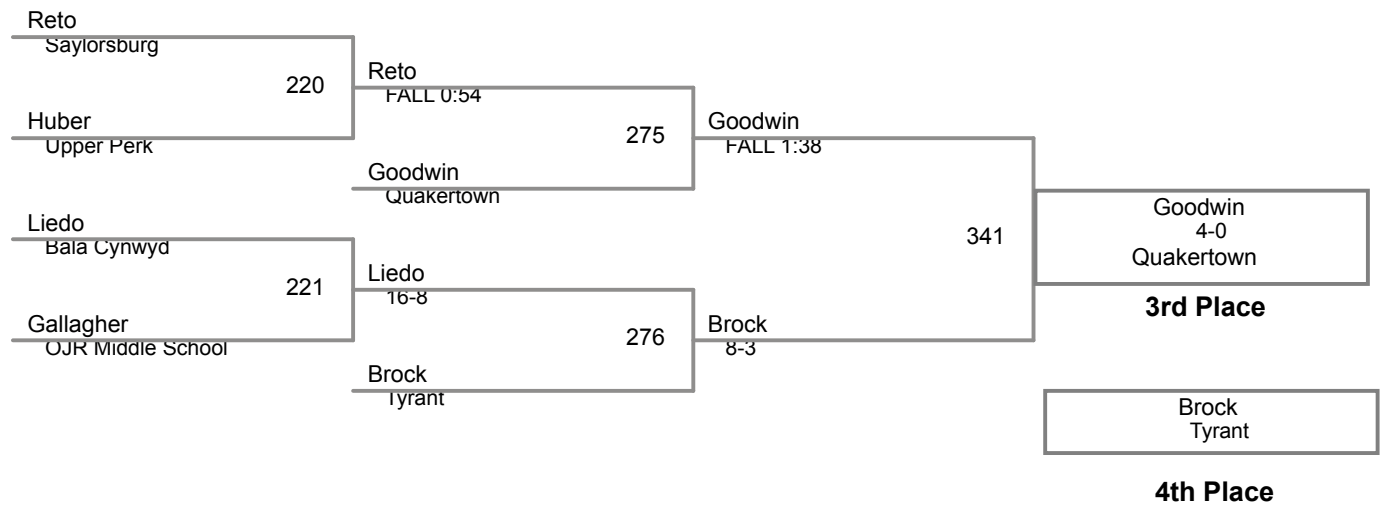 Reto
Saylorsburg
220
Reto
FALL 0:54
Huber
Upper Perk
275
Goodwin
FALL 1:38
Goodwin
Quakertown
Liedo
Bala Cynwyd
341
Goodwin
4-0
Quakertown
3rd Place
221
Liedo
16-8
Gallagher
OJR Middle School
276
Brock
8-3
Brock
Tyrant
Brock
Tyrant
4th Place